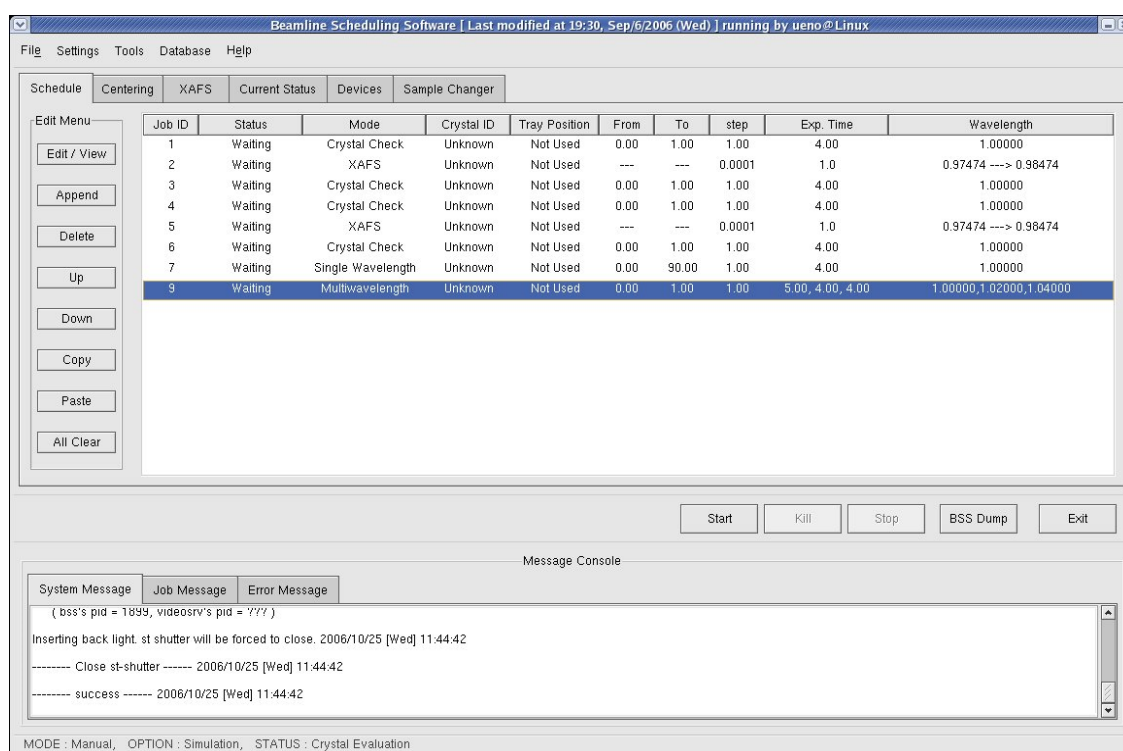 Beamline Scheduling Software [ Last modified at 19:30, Sep/6/2006 (Wed) ] running by ueno@Linux
File Settings Tools Database Help
Schedule Centering XAFS Current Status Devices Sample Changer
Edit Menu
Edit / View
Append
Delete
Up
Down
Copy
Paste
All Clear
Job ID Status Mode Crystal ID Tray Position From To step Exp. Time Wavelength
1 Waiting Crystal Check Unknown Not Used 0.00 1.00 1.00 4.00 1.00000
2 Waiting XAFS Unknown Not Used --- --- 0.0001 1.0 0.97474 ---> 0.98474
3 Waiting Crystal Check Unknown Not Used 0.00 1.00 1.00 4.00 1.00000
4 Waiting Crystal Check Unknown Not Used 0.00 1.00 1.00 4.00 1.00000
5 Waiting XAFS Unknown Not Used --- --- 0.0001 1.0 0.97474 ---> 0.98474
6 Waiting Crystal Check Unknown Not Used 0.00 1.00 1.00 4.00 1.00000
7 Waiting Single Wavelength Unknown Not Used 0.00 90.00 1.00 4.00 1.00000
9 Waiting Multiwavelength Unknown Not Used 0.00 1.00 1.00 5.00, 4.00, 4.00 1.00000,1.02000,1.04000
Start Kill Stop BSS Dump Exit
Message Console
System Message Job Message Error Message
( bss's pid = 1899, videosrv's pid = ??? )
Inserting back light. st shutter will be forced to close. 2006/10/25 [Wed] 11:44:42
-------- Close st-shutter ------ 2006/10/25 [Wed] 11:44:42
-------- success ------ 2006/10/25 [Wed] 11:44:42
MODE : Manual, OPTION : Simulation, STATUS : Crystal Evaluation